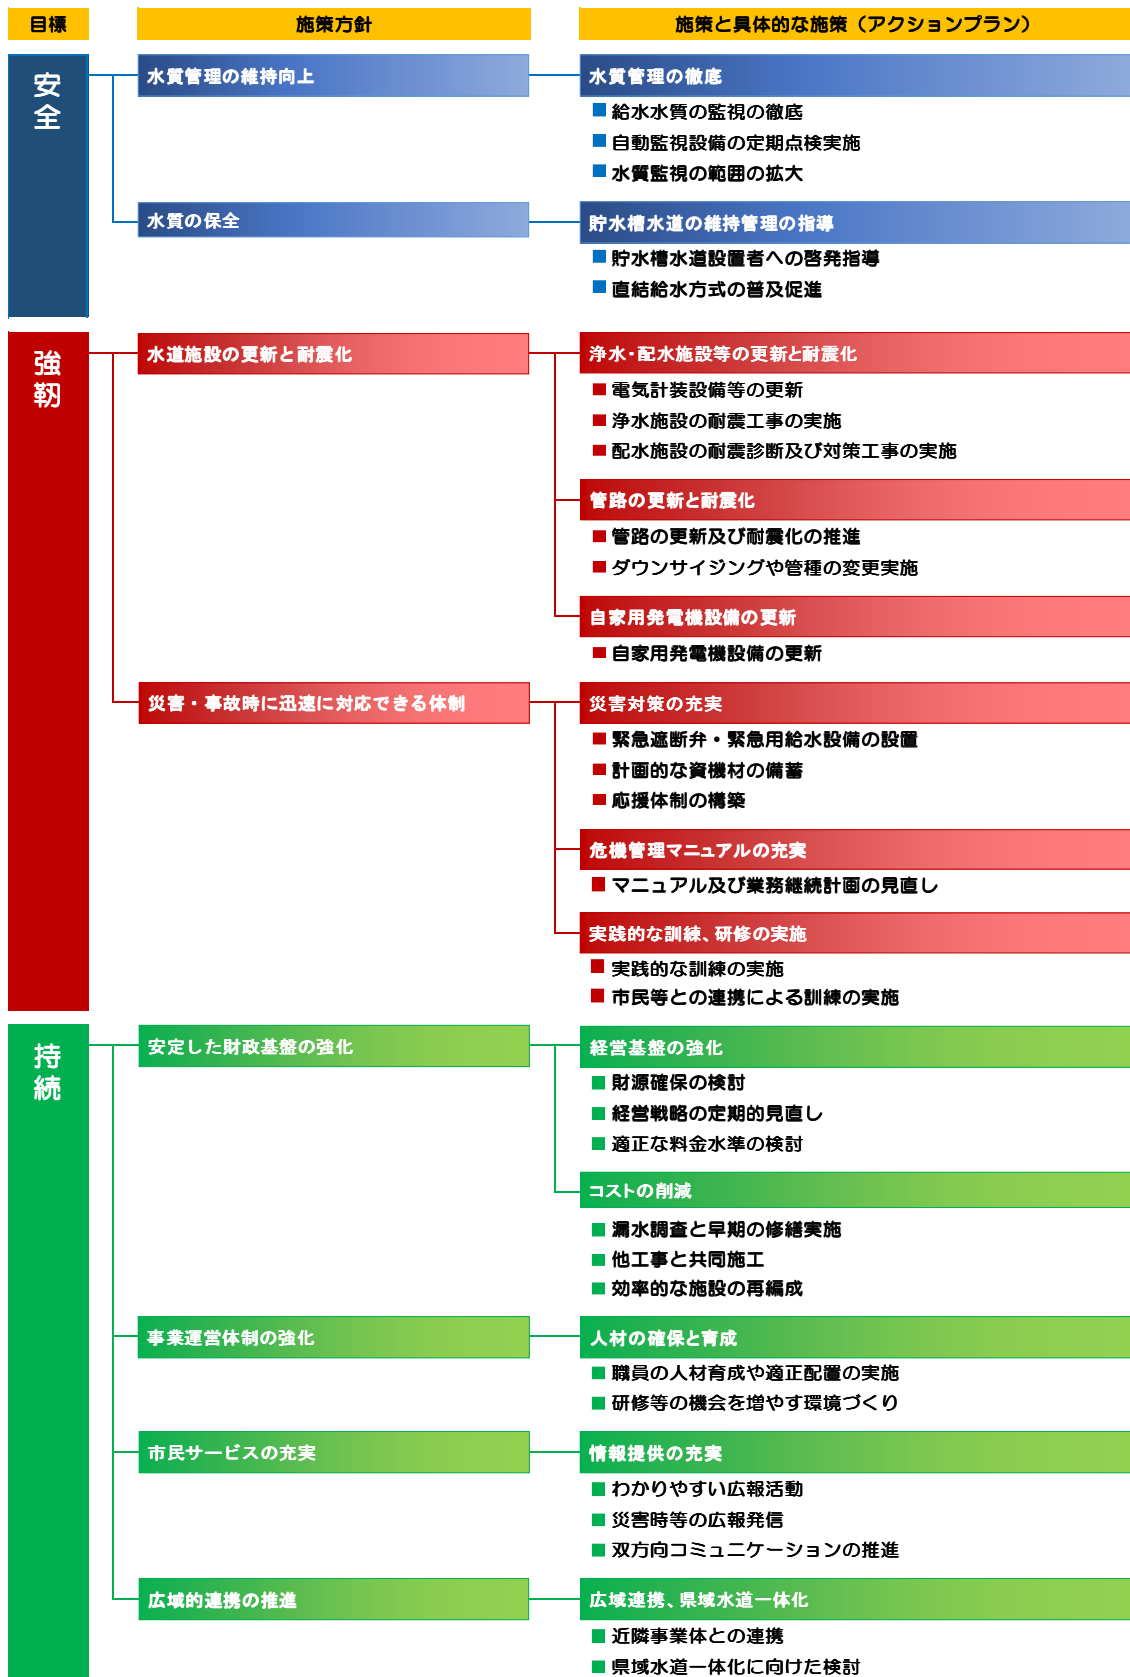 目標 施策方針 施策と具体的な施策（アクションプラン）
安全
水質管理の維持向上 水質管理の徹底
■ 給水水質の監視の徹底
■ 自動監視設備の定期点検実施
■ 水質監視の範囲の拡大
水質の保全 貯水槽水道の維持管理の指導
■ 貯水槽水道設置者への啓発指導
■ 直結給水方式の普及促進
強靭
水道施設の更新と耐震化 浄水・配水施設等の更新と耐震化
■ 電気計装設備等の更新
■ 浄水施設の耐震工事の実施
■ 配水施設の耐震診断及び対策工事の実施
管路の更新と耐震化
■ 管路の更新及び耐震化の推進
■ ダウンサイジングや管種の変更実施
自家用発電機設備の更新
■ 自家用発電機設備の更新
災害・事故時に迅速に対応できる体制 災害対策の充実
■ 緊急遮断弁・緊急用給水設備の設置
■ 計画的な資機材の備蓄
■ 応援体制の構築
危機管理マニュアルの充実
■ マニュアル及び業務継続計画の見直し
実践的な訓練、研修の実施
■ 実践的な訓練の実施
■ 市民等との連携による訓練の実施
持続
安定した財政基盤の強化 経営基盤の強化
■ 財源確保の検討
■ 経営戦略の定期的見直し
■ 適正な料金水準の検討
コストの削減
■ 漏水調査と早期の修繕実施
■ 他工事と共同施工
■ 効率的な施設の再編成
事業運営体制の強化 人材の確保と育成
■ 職員の人材育成や適正配置の実施
■ 研修等の機会を増やす環境づくり
市民サービスの充実 情報提供の充実
■ わかりやすい広報活動
■ 災害時等の広報発信
■ 双方向コミュニケーションの推進
広域的連携の推進 広域連携、県域水道一体化
■ 近隣事業体との連携
■ 県域水道一体化に向けた検討